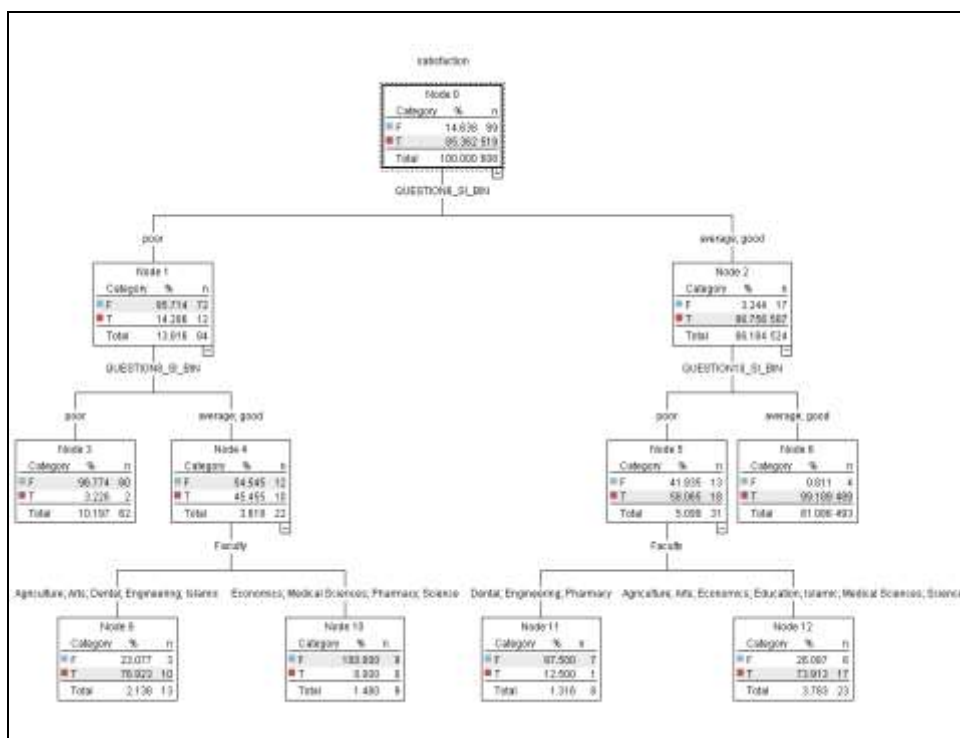 satisfaction
Node 0
Category % n
F 14.638 89
T 85.362 519
Total 100.000 608
poor
average, good
Node 1
Category % n
F 85.714 72
T 14.286 12
Total 13.816 84
Node 2
Category % n
F 3.244 17
T 96.756 507
Total 86.184 524
poor
average, good
poor
average, good
Node 3
Category % n
F 96.774 60
T 3.226 2
Total 10.197 62
Node 4
Category % n
F 54.545 12
T 45.455 10
Total 3.618 22
Node 5
Category % n
F 41.935 13
T 58.065 18
Total 5.099 31
Node 6
Category % n
F 0.811 4
T 99.189 489
Total 493
Faculty
Faculty
Agriculture; Arts; Dental; Engineering; Islamic
Economics; Medical Sciences; Pharmacy; Science
Dental; Engineering; Pharmacy
Agriculture; Arts; Economics; Education; Islamic; Medical Sciences; Science
Node 9
Category % n
F 23.077 3
T 76.923 10
Total 2.138 13
Node 10
Category % n
F 100.000 9
T 0.000 0
Total 1.480 9
Node 11
Category % n
F 87.500 7
T 12.500 1
Total 1.316 8
Node 12
Category % n
F 26.087 6
T 73.913 17
Total 3.783 23